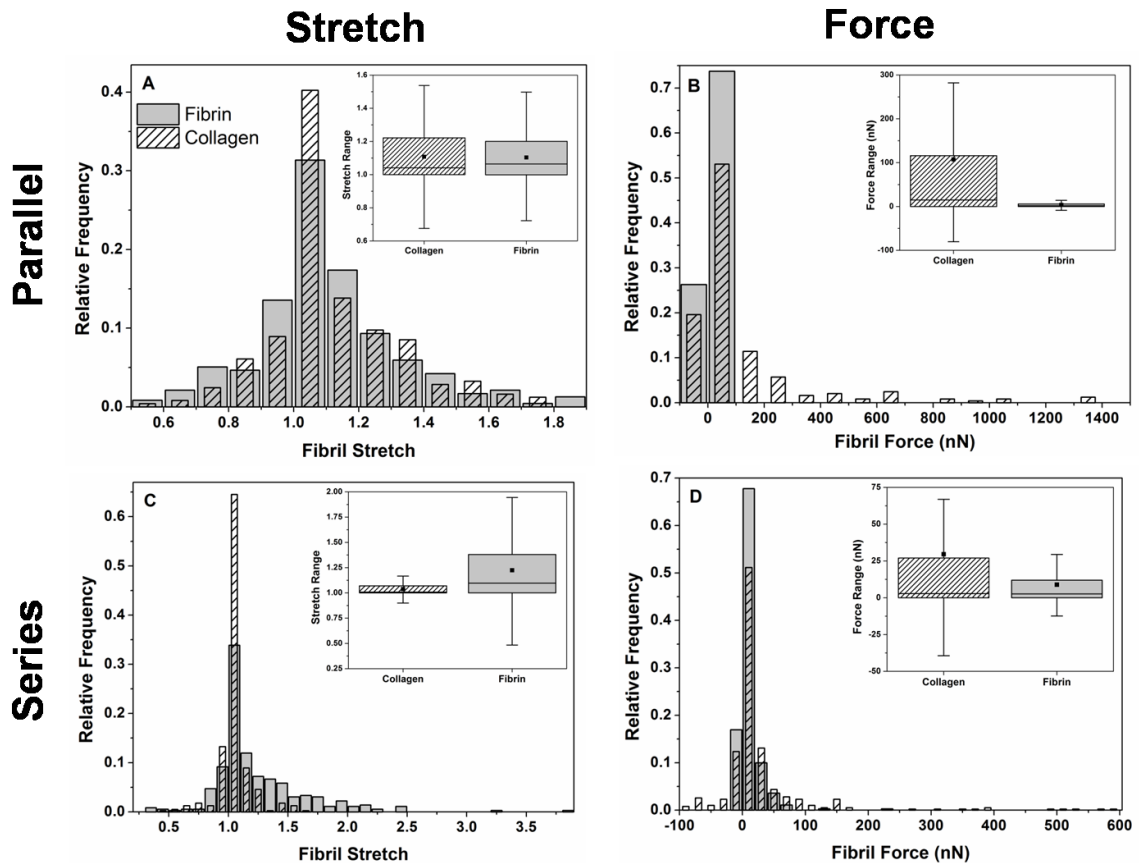 Stretch
Force
Parallel
Series
A
Fibrin
Collagen
Relative Frequency
0.4
0.3
0.2
0.1
0.0
0.6 0.8 1.0 1.2 1.4 1.6 1.8
Fibril Stretch
Stretch Range
1.6
1.4
1.2
1.0
0.8
0.6
Collagen Fibrin
B
Relative Frequency
0.7
0.6
0.5
0.4
0.3
0.2
0.1
0.0
0 200 400 600 800 1000 1200 1400
Fibril Force (nN)
Force Range (nN)
300
200
100
0
-100
Collagen Fibrin
C
Relative Frequency
0.6
0.5
0.4
0.3
0.2
0.1
0.0
0.5 1.0 1.5 2.0 2.5 3.0 3.5
Fibril Stretch
Stretch Range
2.00
1.75
1.50
1.25
1.00
0.75
0.50
0.25
Collagen Fibrin
D
Relative Frequency
0.7
0.6
0.5
0.4
0.3
0.2
0.1
0.0
-100 0 100 200 300 400 500 600
Fibril Force (nN)
Force Range (nN)
75
50
25
0
-25
-50
Collagen Fibrin